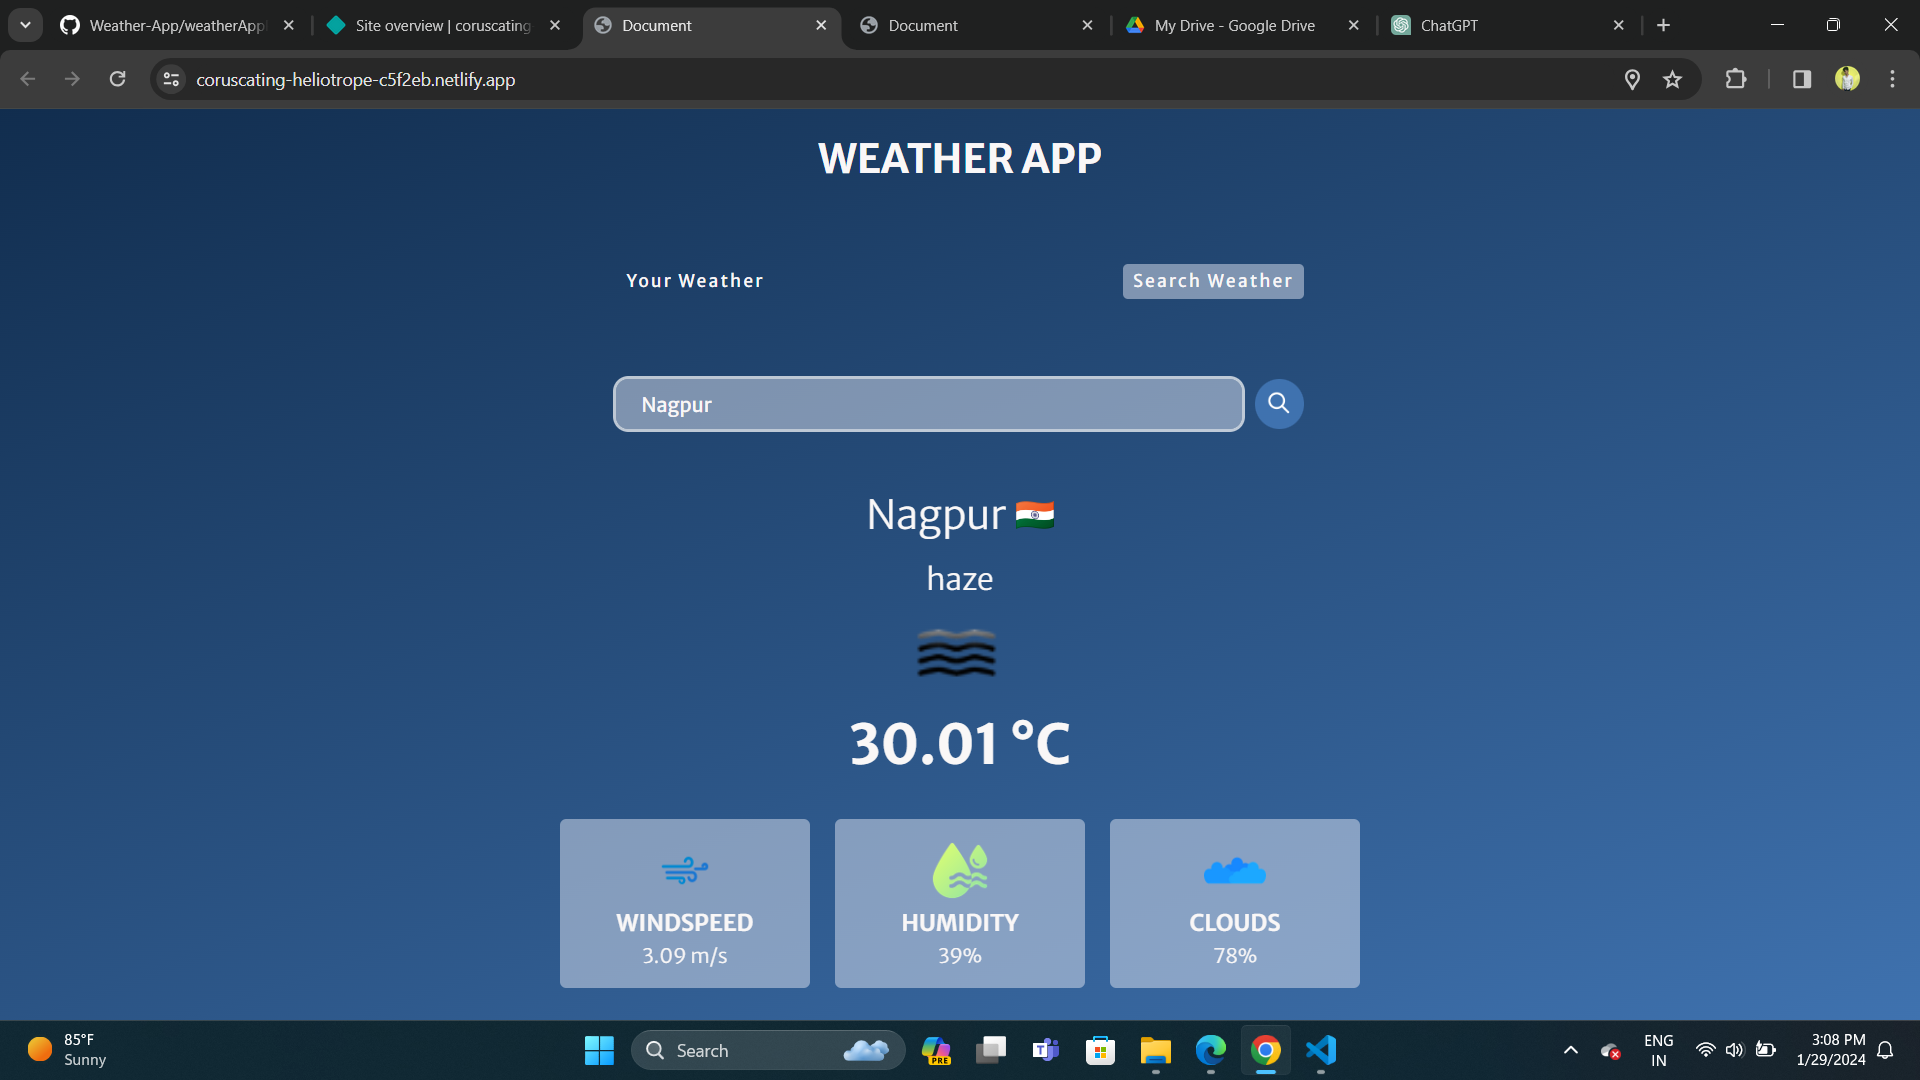 Weather-App/weatherAppl
Site overview | coruscating
Document
Document
My Drive - Google Drive
ChatGPT
coruscating-heliotrope-c5f2eb.netlify.app
WEATHER APP
Your Weather
Search Weather
Nagpur
Nagpur
haze
30.01 °C
WINDSPEED
3.09 m/s
HUMIDITY
39%
CLOUDS
78%
85°F
Sunny
Search
PRE
ENG
IN
3:08 PM
1/29/2024